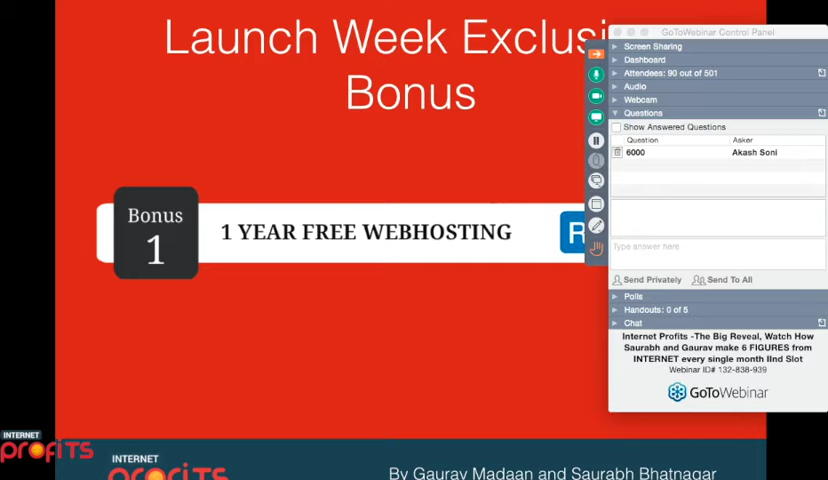 Launch Week Exclusi
Bonus
Bonus
1
1 YEAR FREE WEBHOSTING
R
INTERNET
PROFITS
INTERNET
PROFITS
By Gaurav Madaan and Saurabh Bhatnagar
GoToWebinar Control Panel
Screen Sharing
Dashboard
Attendees: 90 out of 501
Audio
Webcam
Questions
Show Answered Questions
Question Asker
6000 Akash Soni
Type answer here
Send Privately Send To All
Polls
Handouts: 0 of 5
Chat
Internet Profits -The Big Reveal, Watch How
Saurabh and Gaurav make 6 FIGURES from
INTERNET every single month IInd Slot
Webinar ID# 132-838-939
GoToWebinar